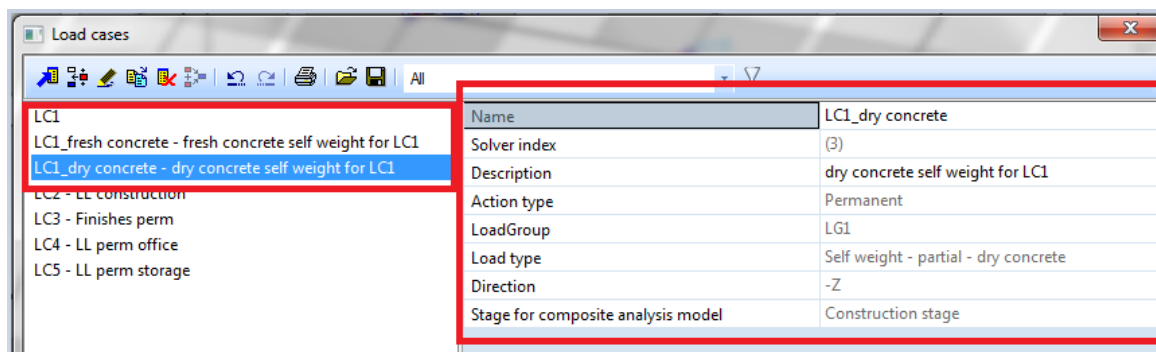 Load cases
All
LC1
LC1_fresh concrete - fresh concrete self weight for LC1
LC1_dry concrete - dry concrete self weight for LC1
LC2 - LL construction
LC3 - Finishes perm
LC4 - LL perm office
LC5 - LL perm storage
Name LC1_dry concrete
Solver index (3)
Description dry concrete self weight for LC1
Action type Permanent
LoadGroup LG1
Load type Self weight - partial - dry concrete
Direction -Z
Stage for composite analysis model Construction stage